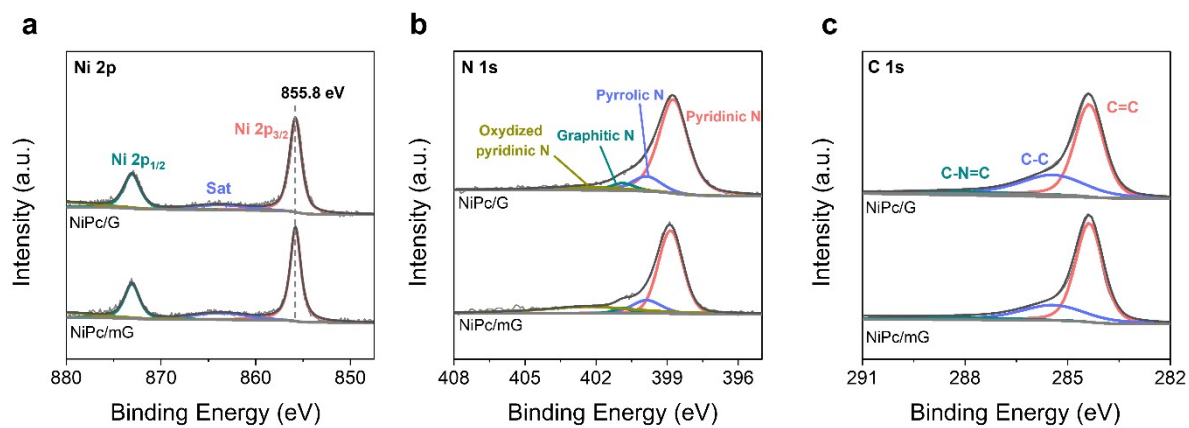 a
Ni 2p
855.8 eV
Ni 2p3/2
Ni 2p1/2
Sat
NiPc/G
NiPc/mG
Intensity (a.u.)
880 870 860 850
Binding Energy (eV)
b
N 1s
Pyrrolic N
Oxydized
pyridinic N
Graphitic N
Pyridinic N
NiPc/G
NiPc/mG
Intensity (a.u.)
408 405 402 399 396
Binding Energy (eV)
c
C 1s
C=C
C-C
C-N=C
NiPc/G
NiPc/mG
Intensity (a.u.)
291 288 285 282
Binding Energy (eV)